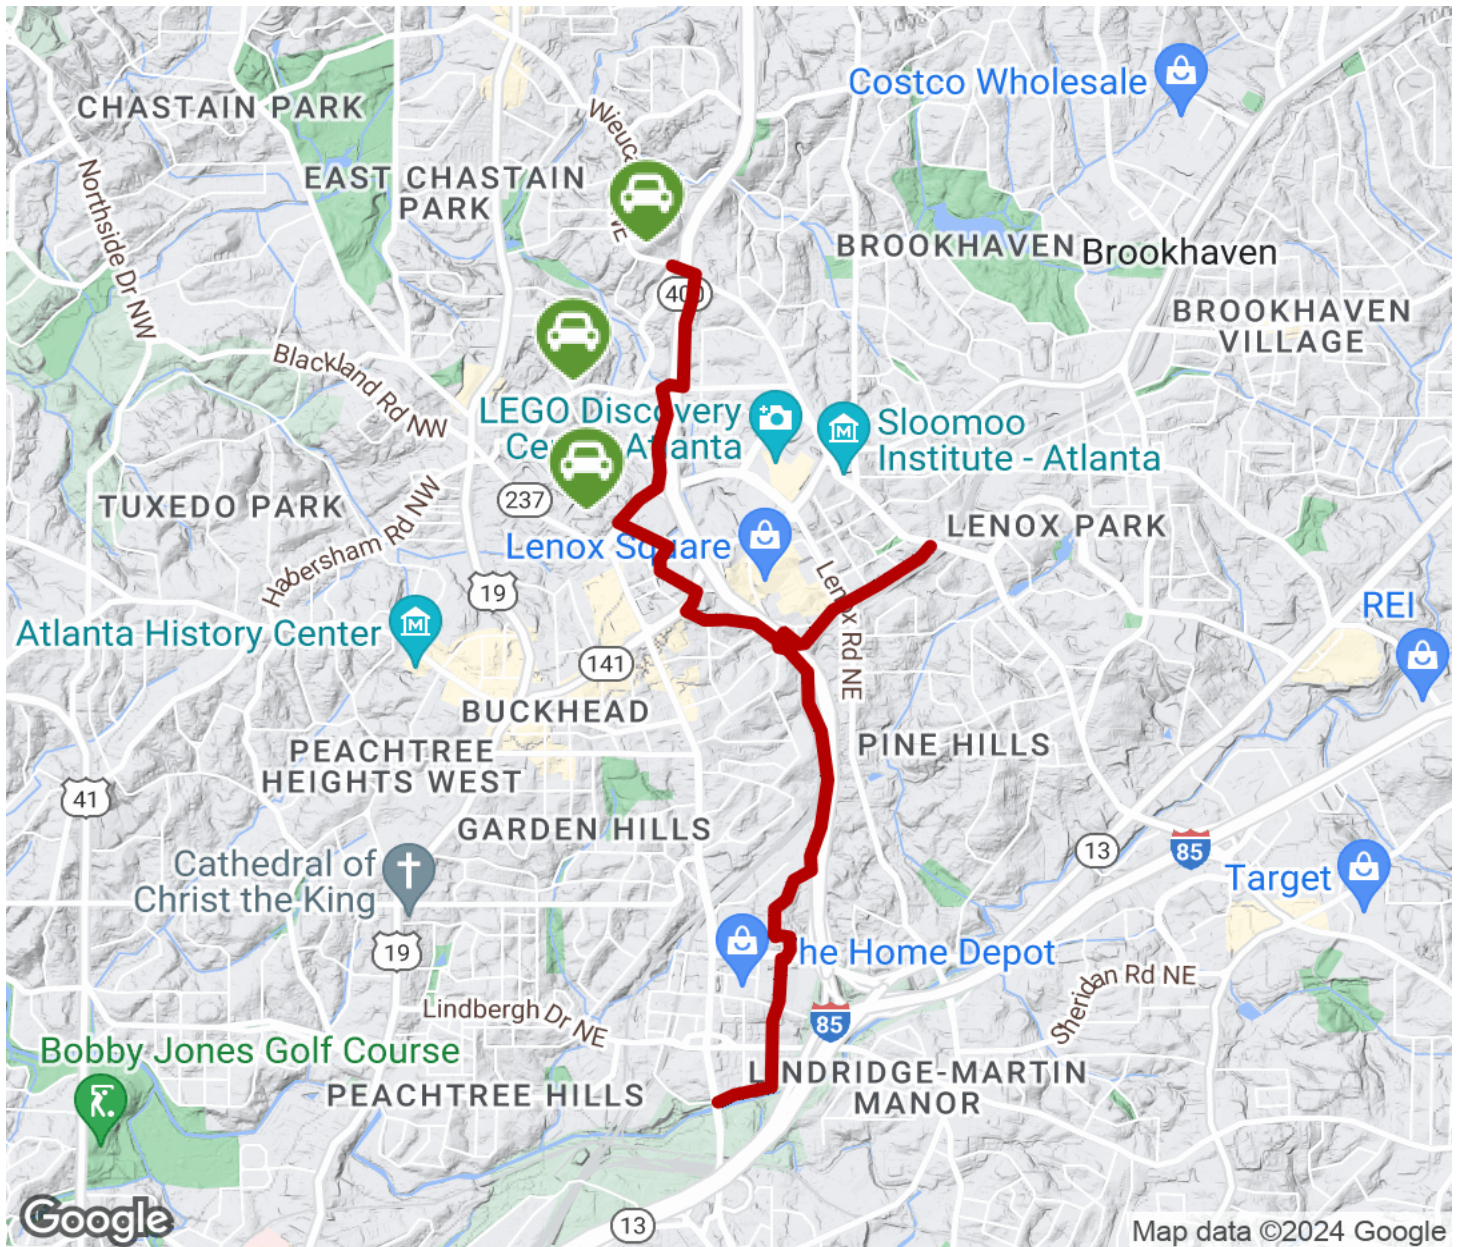 Costco Wholesale
CHASTAIN PARK
Northside Dr NW
EAST CHASTAIN
PARK
BROOKHAVEN
Brookhaven
BROOKHAVEN
VILLAGE
400
Blackland Rd NW
LEGO Discovery
Atlanta
Sloomoo
Institute - Atlanta
TUXEDO PARK
Habersham Rd NW
237
LENOX PARK
Lenox Square
Lenox Rd NE
19
REI
Atlanta History Center
141
BUCKHEAD
PEACHTREE
HEIGHTS WEST
PINE HILLS
41
GARDEN HILLS
13
85
Cathedral of
Christ the King
Target
19
The Home Depot
Sheridan Rd NE
Lindbergh Dr NE
85
Bobby Jones Golf Course
PEACHTREE HILLS
LINDRIDGE-MARTIN
MANOR
13
Google
Map data ©2024 Google